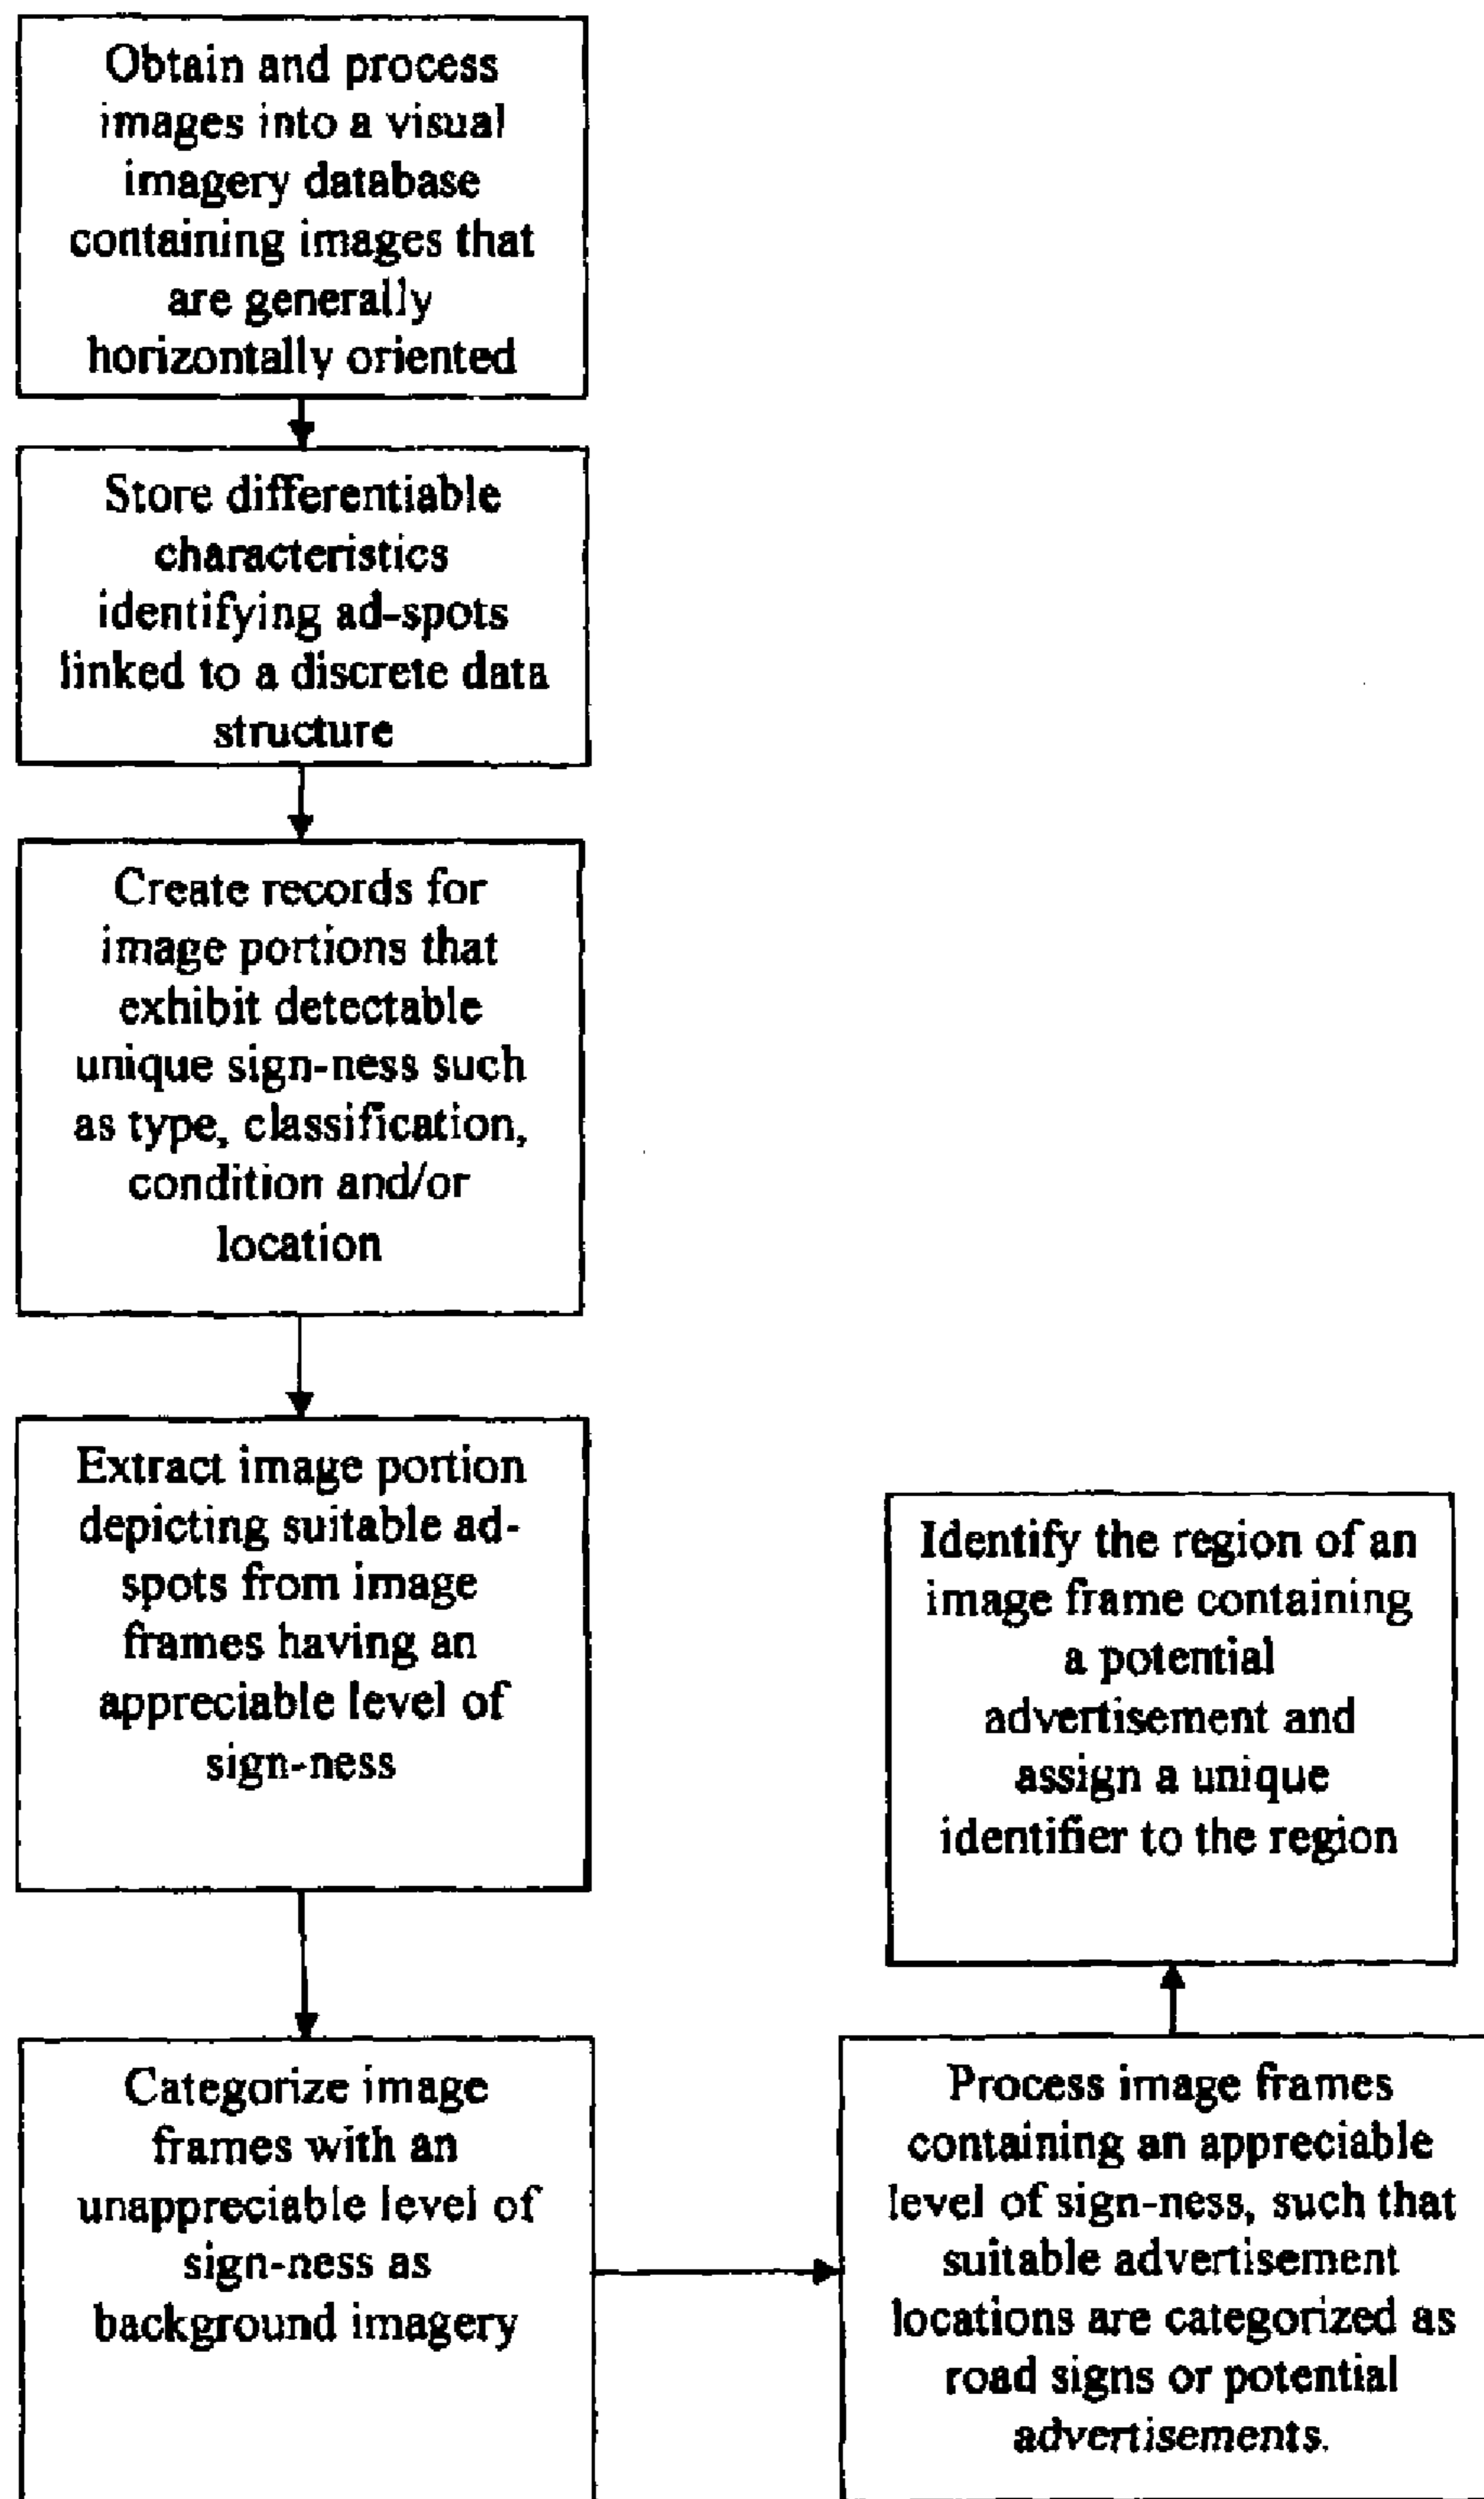 Obtain and process
images into a visual
imagery database
containing images that
are generally
horizontally oriented
Store differentiable
characteristics
identifying ad-spots
linked to a discrete data
structure
Create records for
image portions that
exhibit detectable
unique sign-ness such
as type, classification,
condition and/or
location
Extract image portion
depicting suitable ad-
spots from image
frames having an
appreciable level of
sign-ness
Categorize image
frames with an
unappreciable level of
sign-ness as
background imagery
Process image frames
containing an appreciable
level of sign-ness, such that
suitable advertisement
locations are categorized as
road signs or potential
advertisements.
Identify the region of an
image frame containing
a potential
advertisement and
assign a unique
identifier to the region